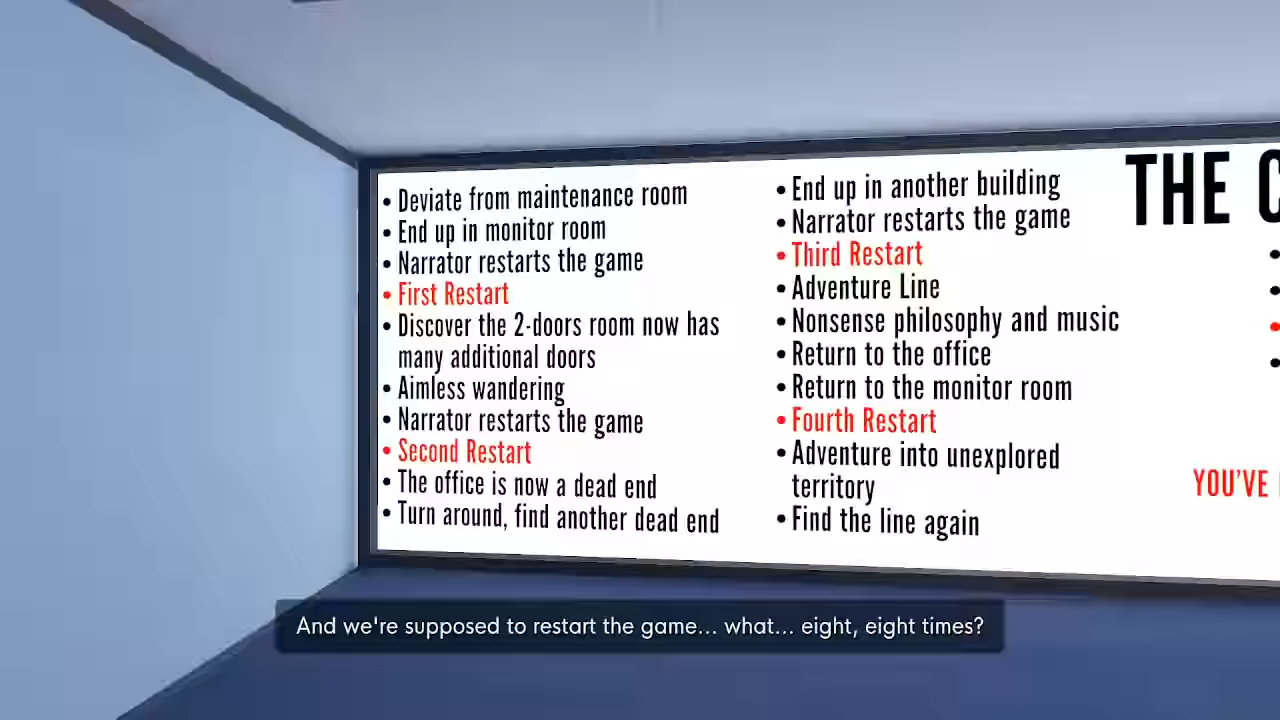 • Deviate from maintenance room
• End up in monitor room
• Narrator restarts the game
• First Restart
• Discover the 2-doors room now has
many additional doors
• Aimless wandering
• Narrator restarts the game
• Second Restart
• The office is now a dead end
• Turn around, find another dead end
• End up in another building
• Narrator restarts the game
• Third Restart
• Adventure Line
• Nonsense philosophy and music
• Return to the office
• Return to the monitor room
• Fourth Restart
• Adventure into unexplored
territory
• Find the line again
THE C
YOU'VE
And we're supposed to restart the game... what... eight, eight times?